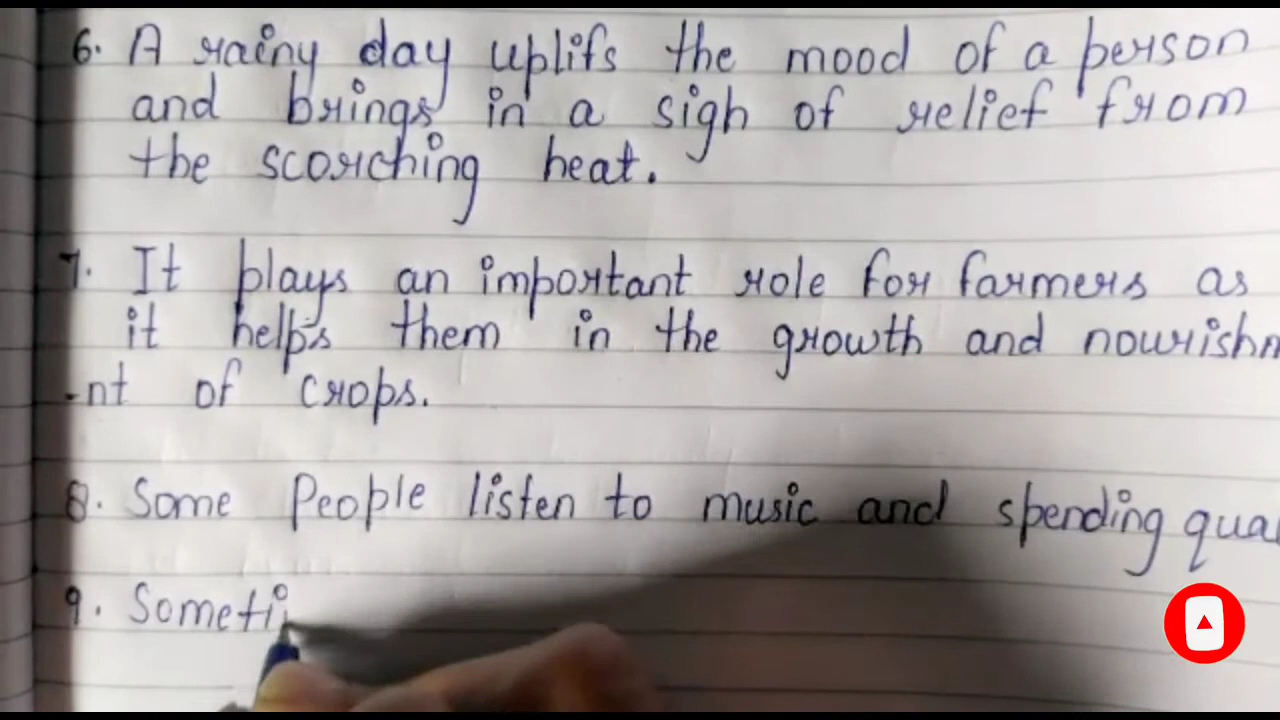 6. A rainy day uplifs the mood of a person
and brings in a sigh of relief from
the scorching heat.
7. It plays an important role for farmers as
it helps them in the growth and nourishm
-nt of crops.
8. Some People listen to music and spending qua
9. Someti